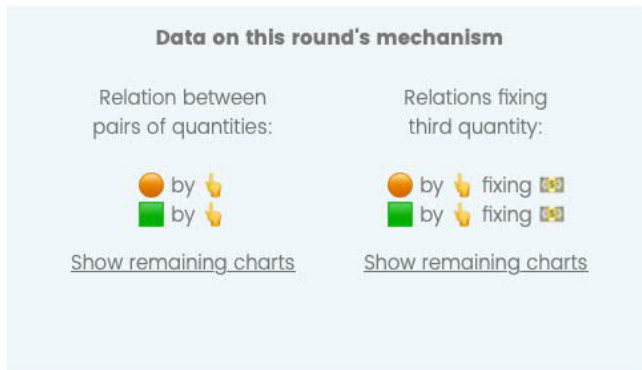 Data on this round's mechanism
Relation between
pairs of quantities:
🟠 by 👆
🟩 by 👆
Show remaining charts
Relations fixing
third quantity:
🟠 by 👆 fixing 💵
🟩 by 👆 fixing 💵
Show remaining charts